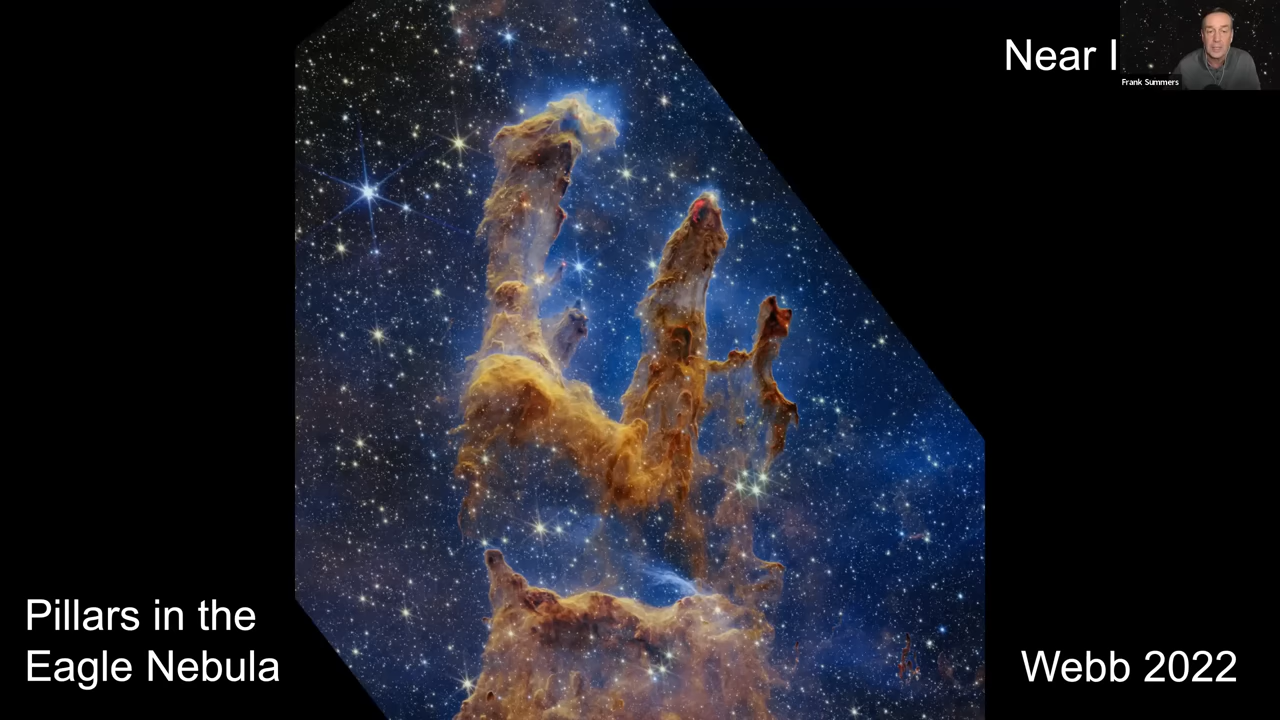 Near I
Frank Summers
Pillars in the
Eagle Nebula
Webb 2022